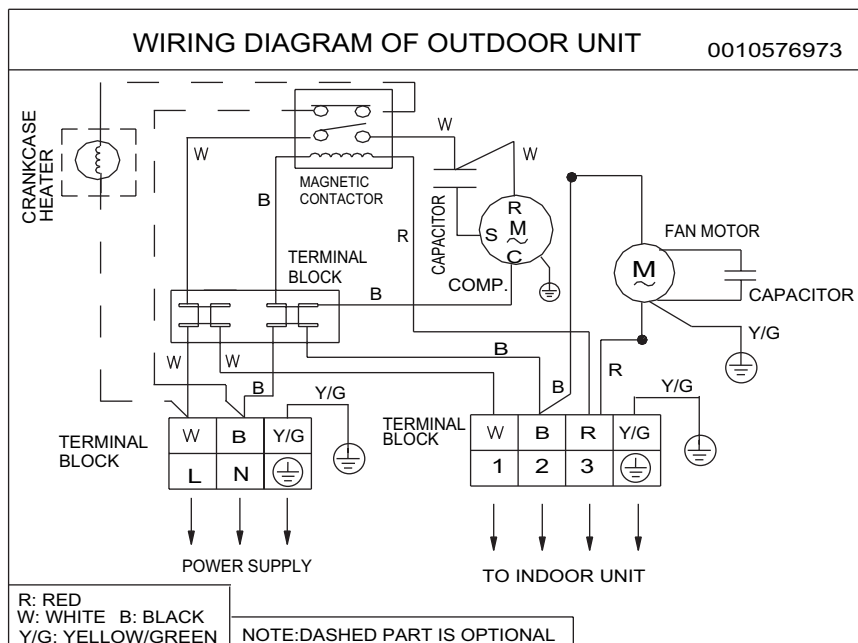 WIRING DIAGRAM OF OUTDOOR UNIT
0010576973
CRANKCASE
HEATER
W
B
MAGNETIC
CONTACTOR
R
W
W
CAPACITOR
R
M
S
C
COMP.
FAN MOTOR
M
CAPACITOR
Y/G
TERMINAL
BLOCK
B
W
W
B
Y/G
B
B
R
Y/G
TERMINAL
BLOCK
W B Y/G
L N
POWER SUPPLY
TERMINAL
BLOCK
W B R Y/G
1 2 3
TO INDOOR UNIT
R: RED
W: WHITE B: BLACK
Y/G: YELLOW/GREEN
NOTE:DASHED PART IS OPTIONAL